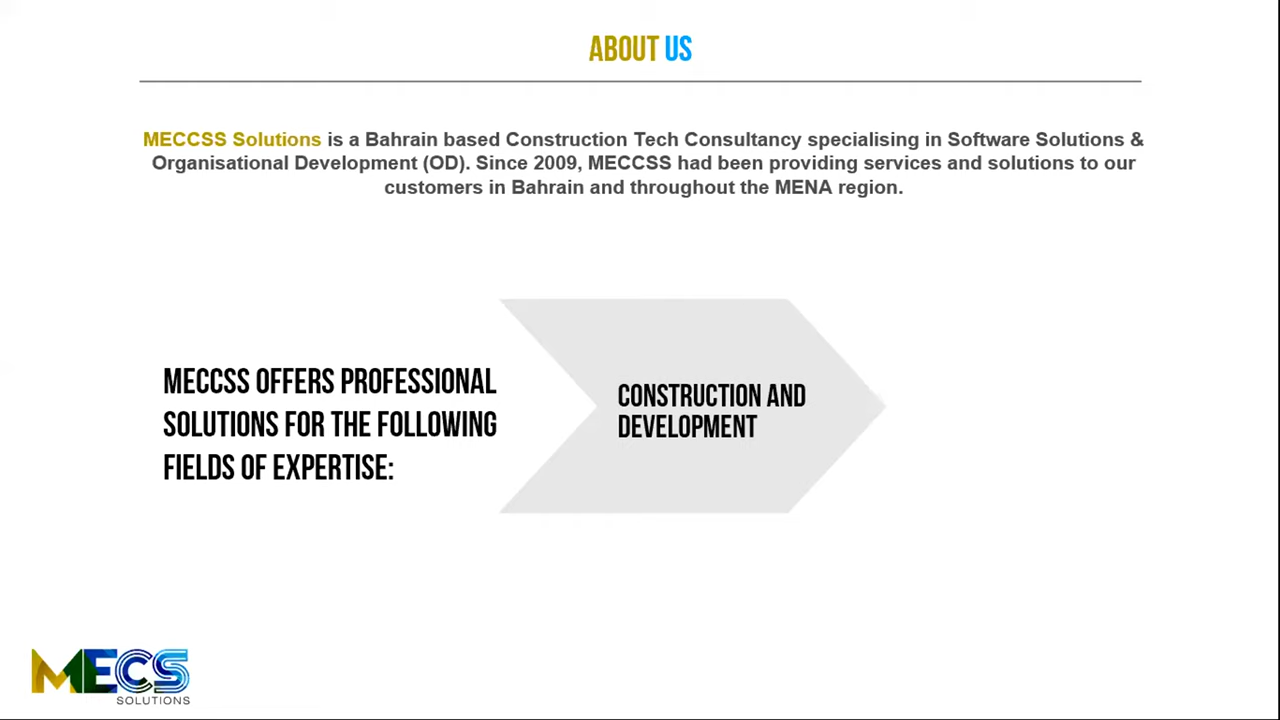 ABOUT US
MECCSS Solutions is a Bahrain based Construction Tech Consultancy specialising in Software Solutions &
Organisational Development (OD). Since 2009, MECCSS had been providing services and solutions to our
customers in Bahrain and throughout the MENA region.
MECCSS OFFERS PROFESSIONAL
SOLUTIONS FOR THE FOLLOWING
FIELDS OF EXPERTISE:
CONSTRUCTION AND
DEVELOPMENT
MECS
SOLUTIONS